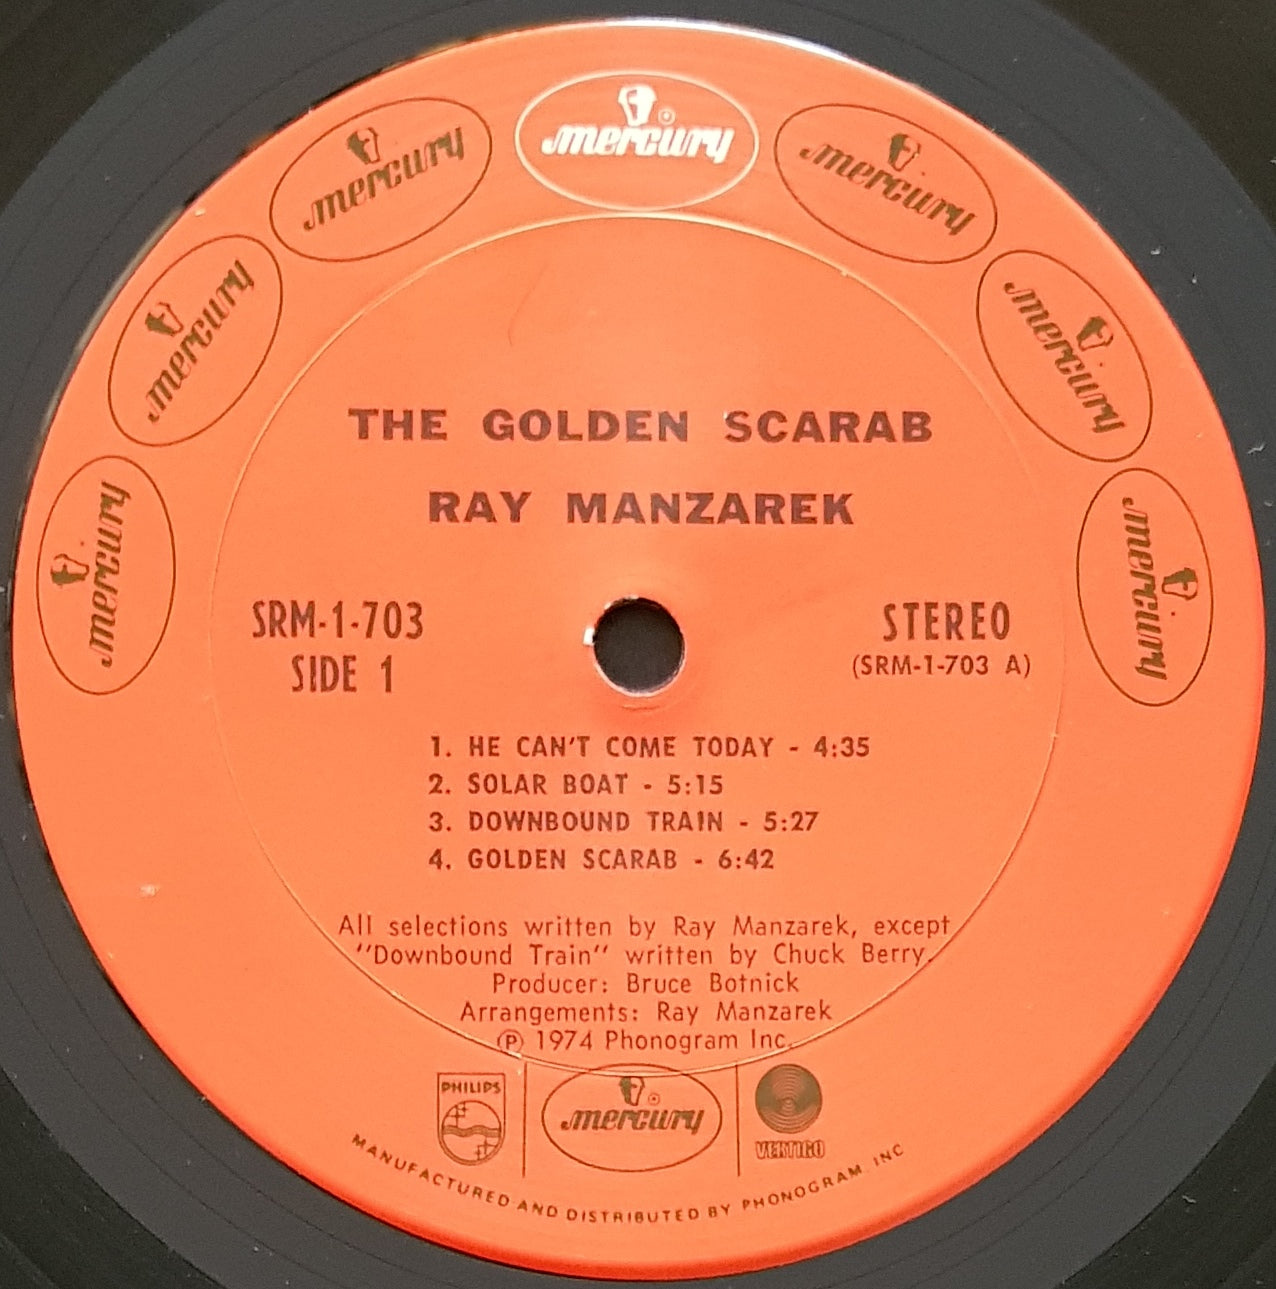 mercury
mercury
mercury
mercury
mercury
mercury
mercury
THE GOLDEN SCARAB
RAY MANZAREK
SRM-1-703
SIDE 1
STEREO
(SRM-1-703 A)
1. HE CAN'T COME TODAY - 4:35
2. SOLAR BOAT - 5:15
3. DOWNBOUND TRAIN - 5:27
4. GOLDEN SCARAB - 6:42
All selections written by Ray Manzarek, except
"Downbound Train" written by Chuck Berry.
Producer: Bruce Botnick
Arrangements: Ray Manzarek
℗ 1974 Phonogram Inc.
PHILIPS
mercury
VERTIGO
MANUFACTURED AND DISTRIBUTED BY PHONOGRAM, INC